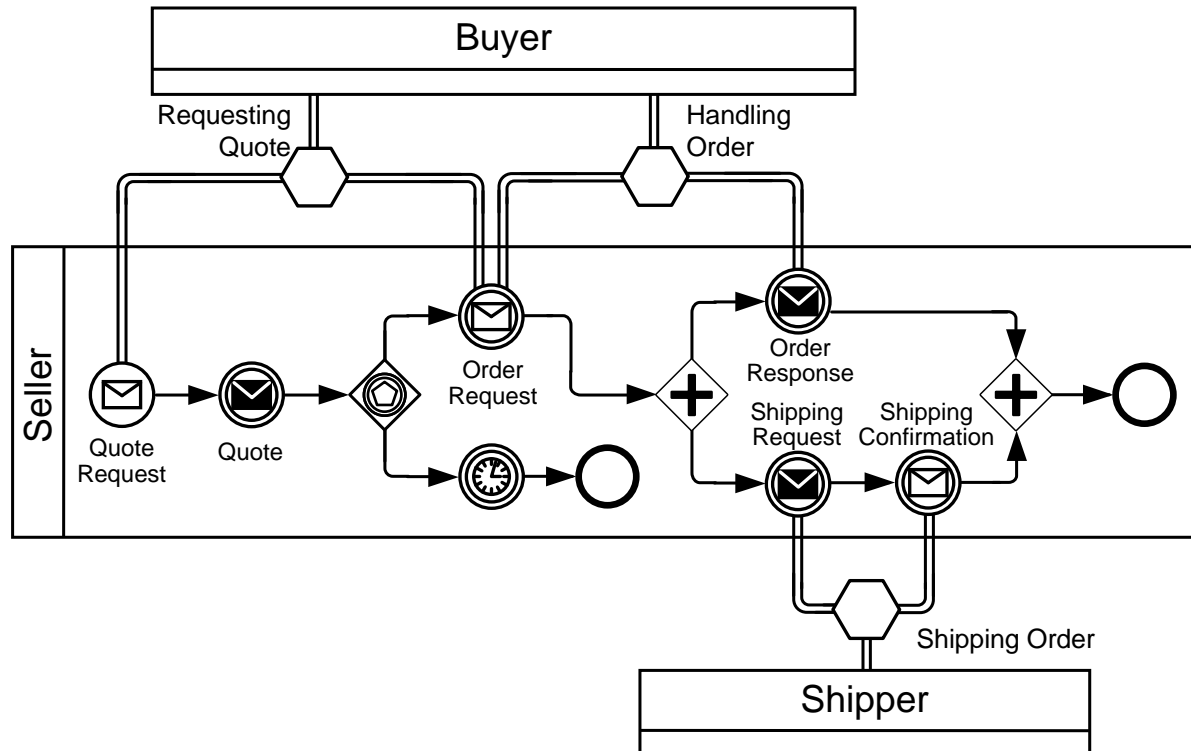 Buyer
Requesting
Quote
Handling
Order
Seller
Quote
Request
Quote
Order
Request
Order
Response
Shipping
Request
Shipping
Confirmation
Shipping Order
Shipper